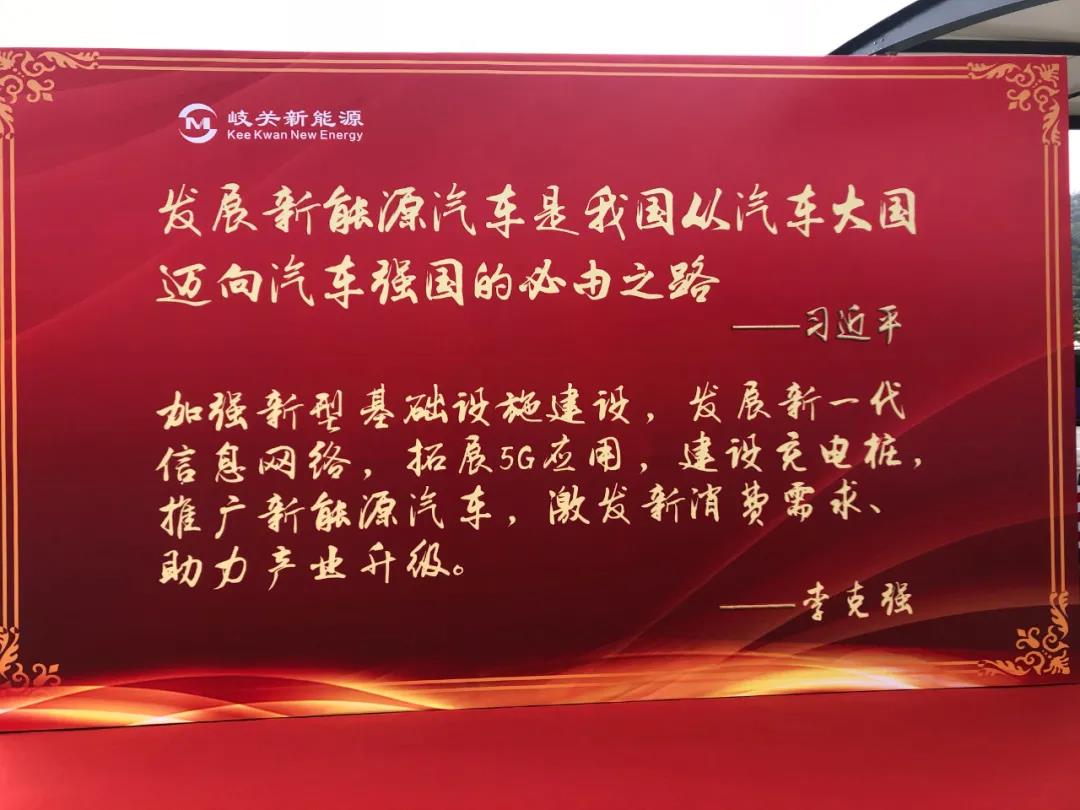 岐关新能源
Kee Kwan New Energy
发展新能源汽车是我国从汽车大国
迈向汽车强国的必由之路
——习近平
加强新型基础设施建设，发展新一代
信息网络，拓展5G应用，建设充电桩，
推广新能源汽车，激发新消费需求、
助力产业升级。
——李克强